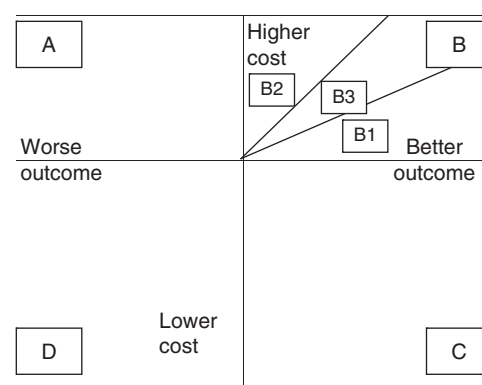 A
Higher
cost
B
B2
B3
B1
Worse
outcome
Better
outcome
Lower
cost
D
C